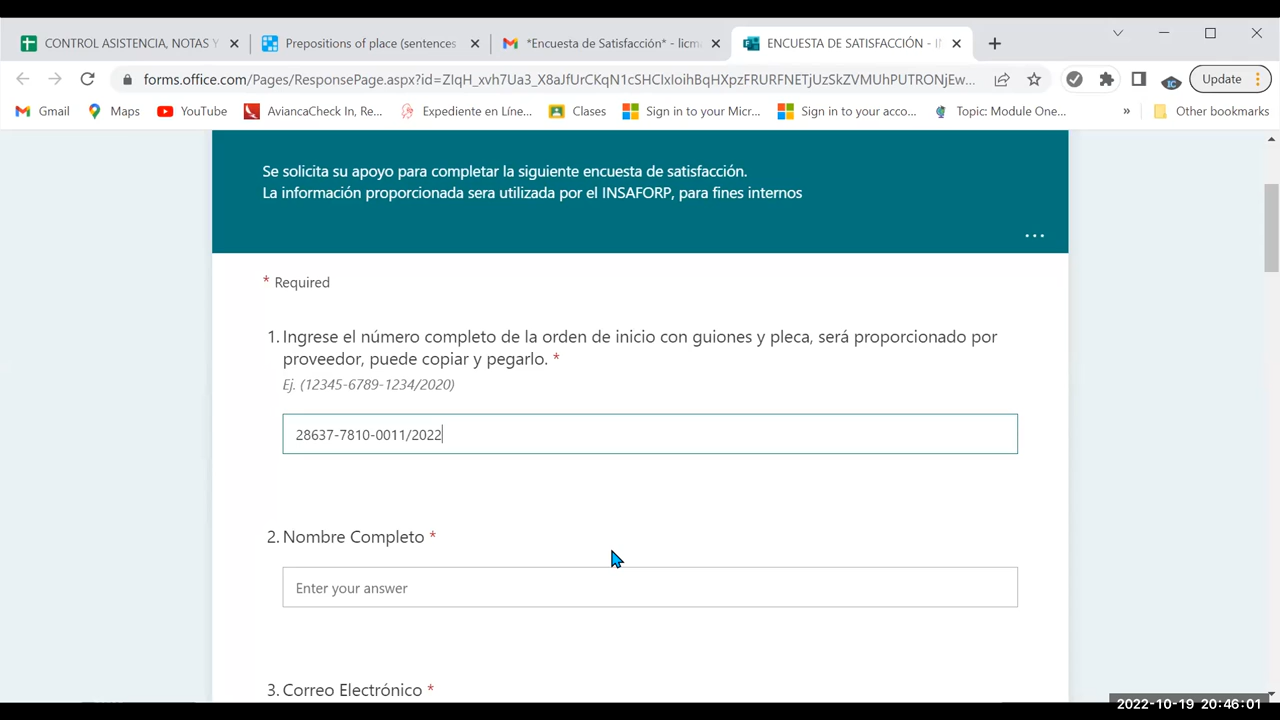 CONTROL ASISTENCIA, NOTAS Y
Prepositions of place (sentences
*Encuesta de Satisfacción* - licm
ENCUESTA DE SATISFACCIÓN - IN
forms.office.com/Pages/ResponsePage.aspx?id=ZIqH_xvh7Ua3_X8aJfUrCKqN1cSHCIxIoihBqHXpzFRURFNETjUzSkZVMUhPUTRONjEw...
Update
Gmail
Maps
YouTube
AviancaCheck In, Re...
Expediente en Líne...
Clases
Sign in to your Micr...
Sign in to your acco...
Topic: Module One...
»
Other bookmarks
Se solicita su apoyo para completar la siguiente encuesta de satisfacción.
La información proporcionada sera utilizada por el INSAFORP, para fines internos
...
* Required
1. Ingrese el número completo de la orden de inicio con guiones y pleca, será proporcionado por
proveedor, puede copiar y pegarlo. *
Ej. (12345-6789-1234/2020)
28637-7810-0011/2022
2. Nombre Completo *
Enter your answer
3. Correo Electrónico *
2022-10-19 20:46:01